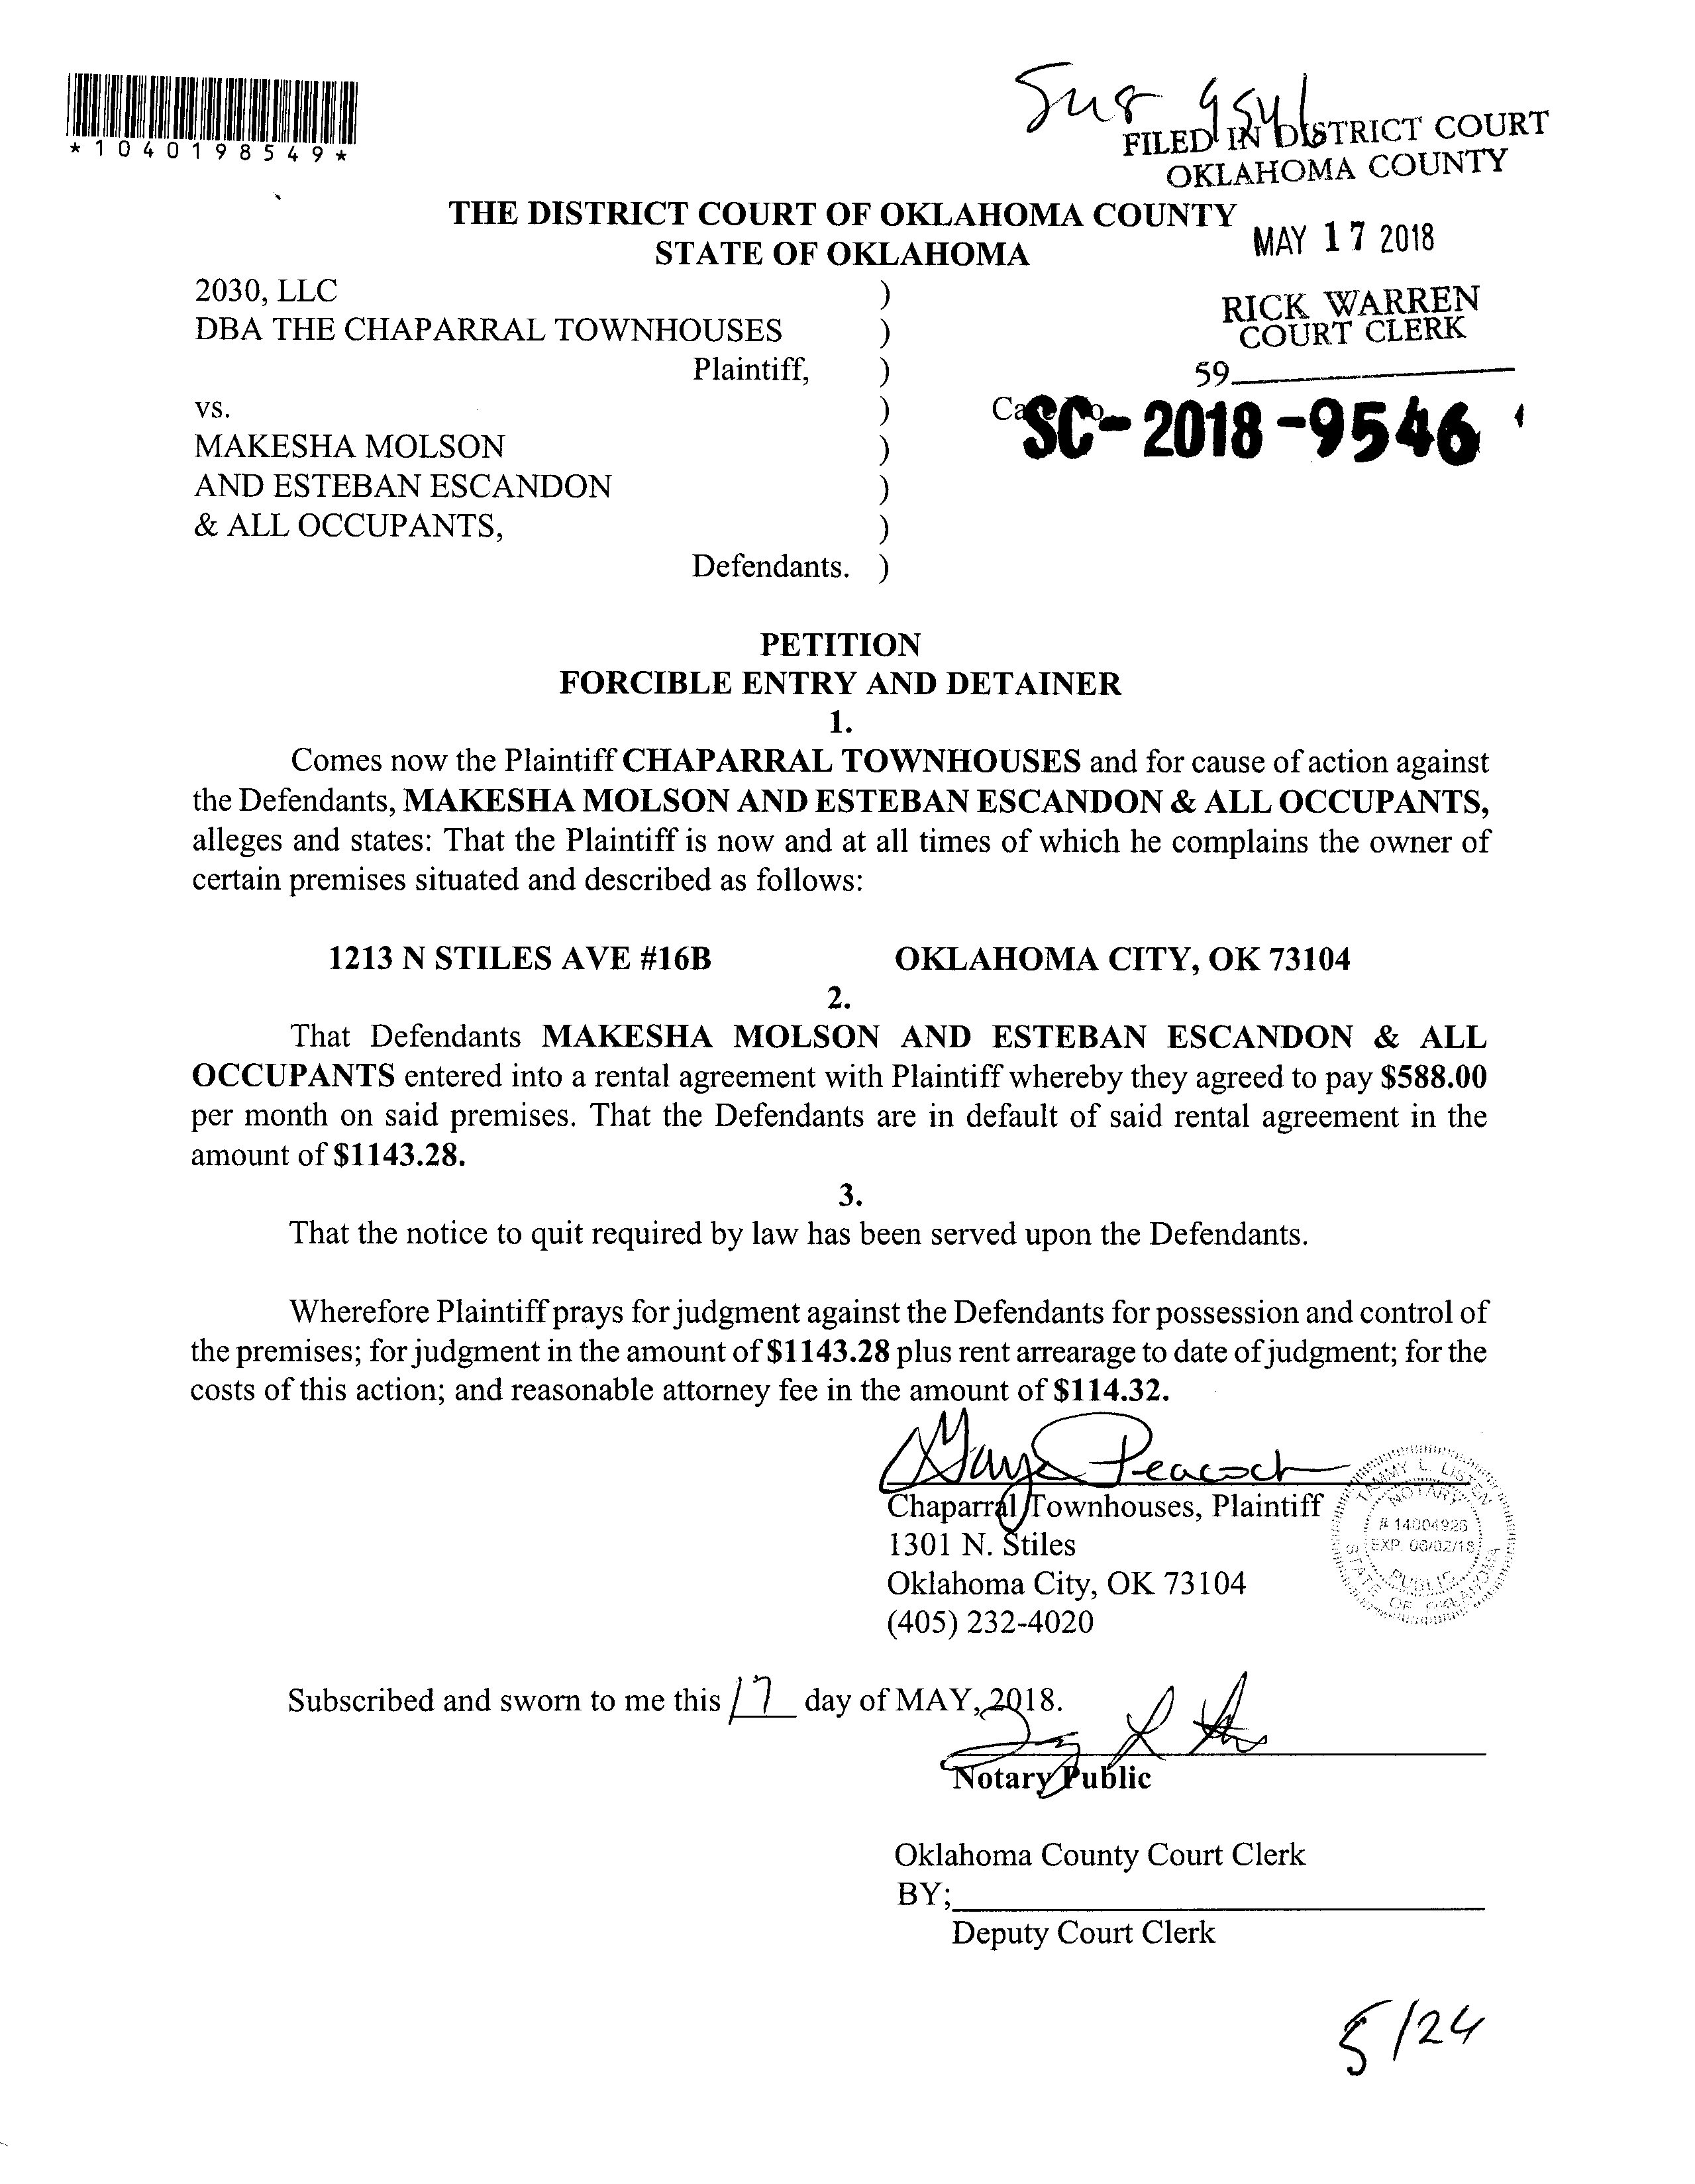 *1040198549*
FILED IN DISTRICT COURT
OKLAHOMA COUNTY
THE DISTRICT COURT OF OKLAHOMA COUNTY
STATE OF OKLAHOMA
MAY 17 2018
RICK WARREN
COURT CLERK
59
2030, LLC )
DBA THE CHAPARRAL TOWNHOUSES )
Plaintiff, )
vs. )
SC-2018-9546
MAKESHA MOLSON )
AND ESTEBAN ESCANDON )
& ALL OCCUPANTS, )
Defendants. )
PETITION
FORCIBLE ENTRY AND DETAINER
1.
Comes now the Plaintiff CHAPARRAL TOWNHOUSES and for cause of action against
the Defendants, MAKESHA MOLSON AND ESTEBAN ESCANDON & ALL OCCUPANTS,
alleges and states: That the Plaintiff is now and at all times of which he complains the owner of
certain premises situated and described as follows:
1213 N STILES AVE #16B OKLAHOMA CITY, OK 73104
2.
That Defendants MAKESHA MOLSON AND ESTEBAN ESCANDON & ALL
OCCUPANTS entered into a rental agreement with Plaintiff whereby they agreed to pay $588.00
per month on said premises. That the Defendants are in default of said rental agreement in the
amount of $1143.28.
3.
That the notice to quit required by law has been served upon the Defendants.
Wherefore Plaintiff prays for judgment against the Defendants for possession and control of
the premises; for judgment in the amount of $1143.28 plus rent arrearage to date of judgment; for the
costs of this action; and reasonable attorney fee in the amount of $114.32.
Gaye Peacock
Chaparral Townhouses, Plaintiff
1301 N. Stiles
Oklahoma City, OK 73104
(405) 232-4020
TAMMY L. LISTEN
NOTARY
# 14004926
EXP. 06/02/18
PUBLIC
STATE OF OKLAHOMA
Subscribed and sworn to me this 17 day of MAY, 2018.
Notary Public
Oklahoma County Court Clerk
BY;
Deputy Court Clerk
5/24